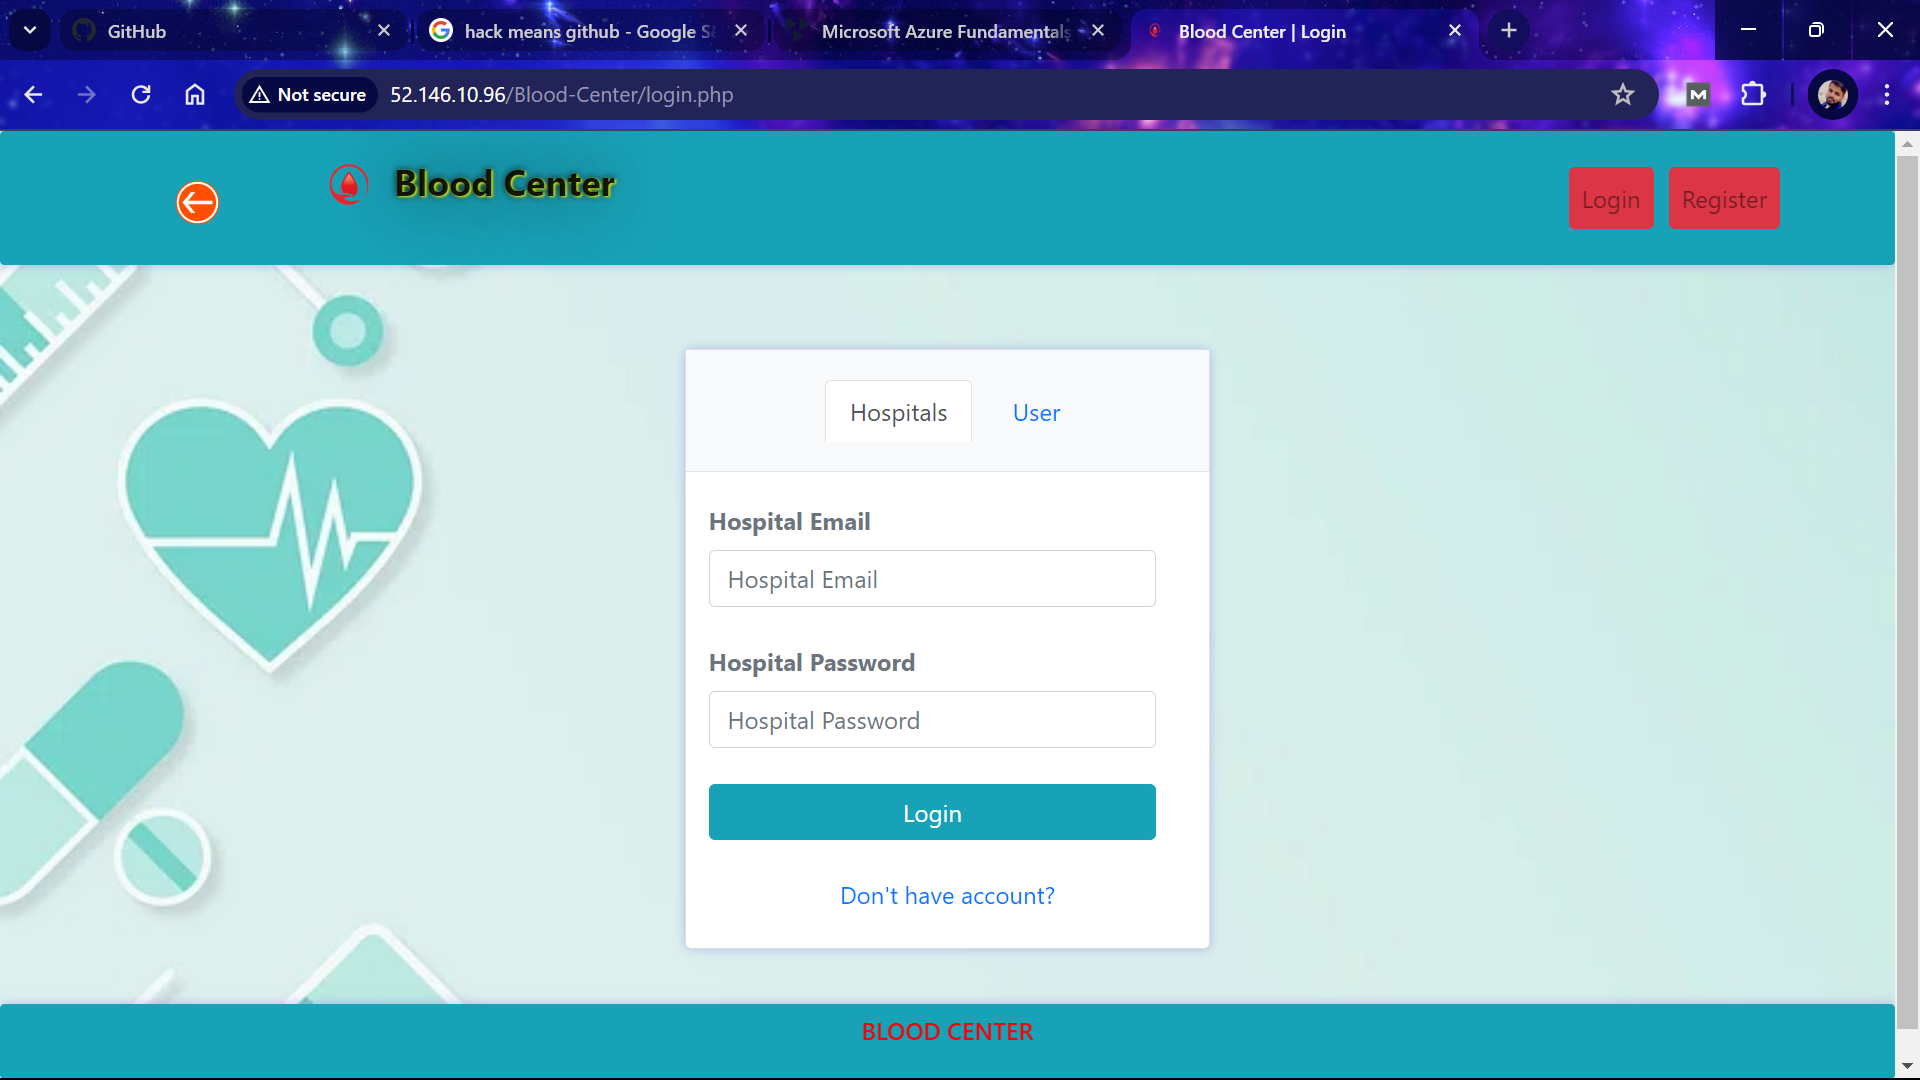 GitHub
hack means github - Google S
Microsoft Azure Fundamentals
Blood Center | Login
Not secure
52.146.10.96/Blood-Center/login.php
Blood Center
Login
Register
Hospitals
User
Hospital Email
Hospital Email
Hospital Password
Hospital Password
Login
Don't have account?
BLOOD CENTER